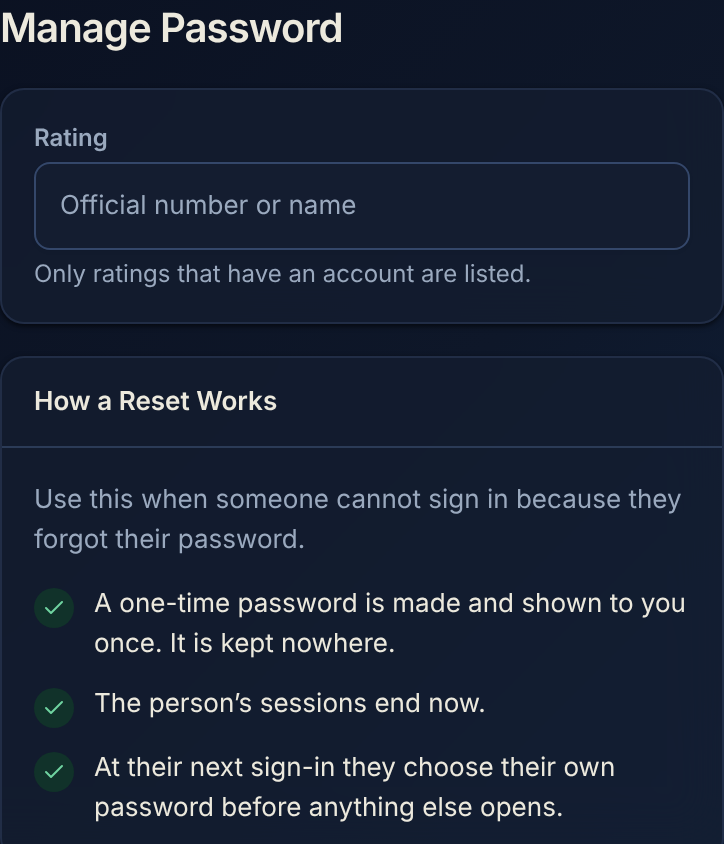 Manage Password
Rating
Official number or name
Only ratings that have an account are listed.
How a Reset Works
Use this when someone cannot sign in because they
forgot their password.
A one-time password is made and shown to you
once. It is kept nowhere.
The person’s sessions end now.
At their next sign-in they choose their own
password before anything else opens.